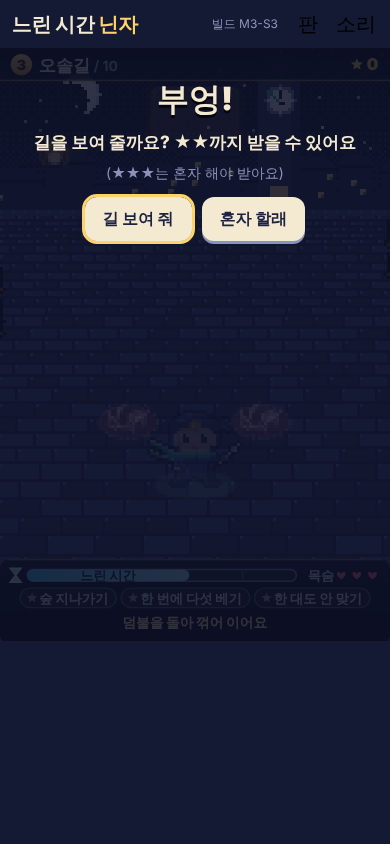 느린 시간 닌자 빌드 M3-S3 판 소리
3 오솔길 / 10 ★ 0
부엉!
길을 보여 줄까요? ★★까지 받을 수 있어요
(★★★는 혼자 해야 받아요)
길 보여 줘 혼자 할래
느린 시간 목숨 ♥ ♥ ♥
★숲 지나가기 ★한 번에 다섯 베기 ★한 대도 안 맞기
덤불을 돌아 꺾어 이어요